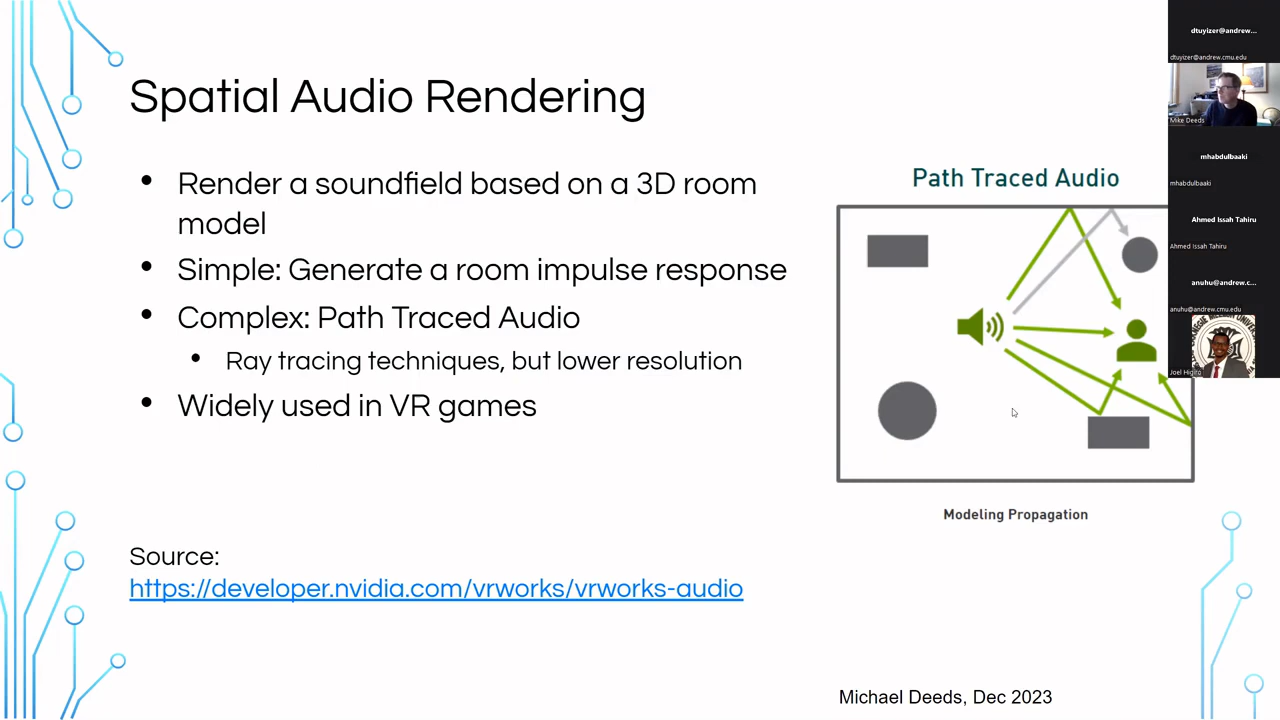 Spatial Audio Rendering
• Render a soundfield based on a 3D room
model
• Simple: Generate a room impulse response
• Complex: Path Traced Audio
• Ray tracing techniques, but lower resolution
• Widely used in VR games
Source:
https://developer.nvidia.com/vrworks/vrworks-audio
Path Traced Audio
Modeling Propagation
Michael Deeds, Dec 2023
dtuyizer@andrew...
dtuyizer@andrew.cmu.edu
Mike Deeds
mhabdulbaaki
mhabdulbaaki
Ahmed Issah Tahiru
Ahmed Issah Tahiru
anuhu@andrew.c...
anuhu@andrew.cmu.edu
Joel Higiro